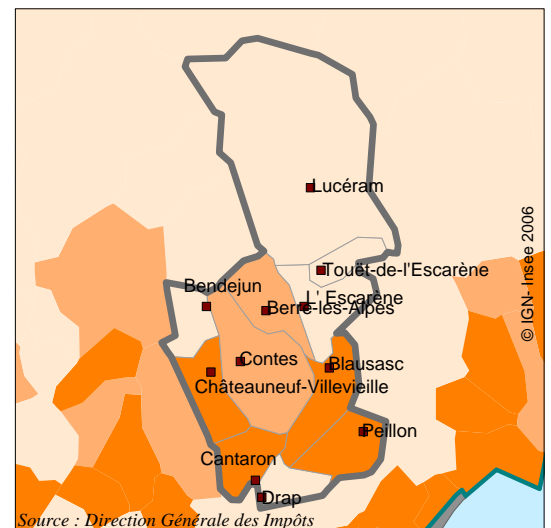 Lucéram
© IGN- Insee 2006
Touët-de-l'Escarène
Bendejun
L' Escarène
Berre-les-Alpes
Contes
Blausasc
Châteauneuf-Villevieille
Peillon
Cantaron
Drap
Source : Direction Générale des Impôts